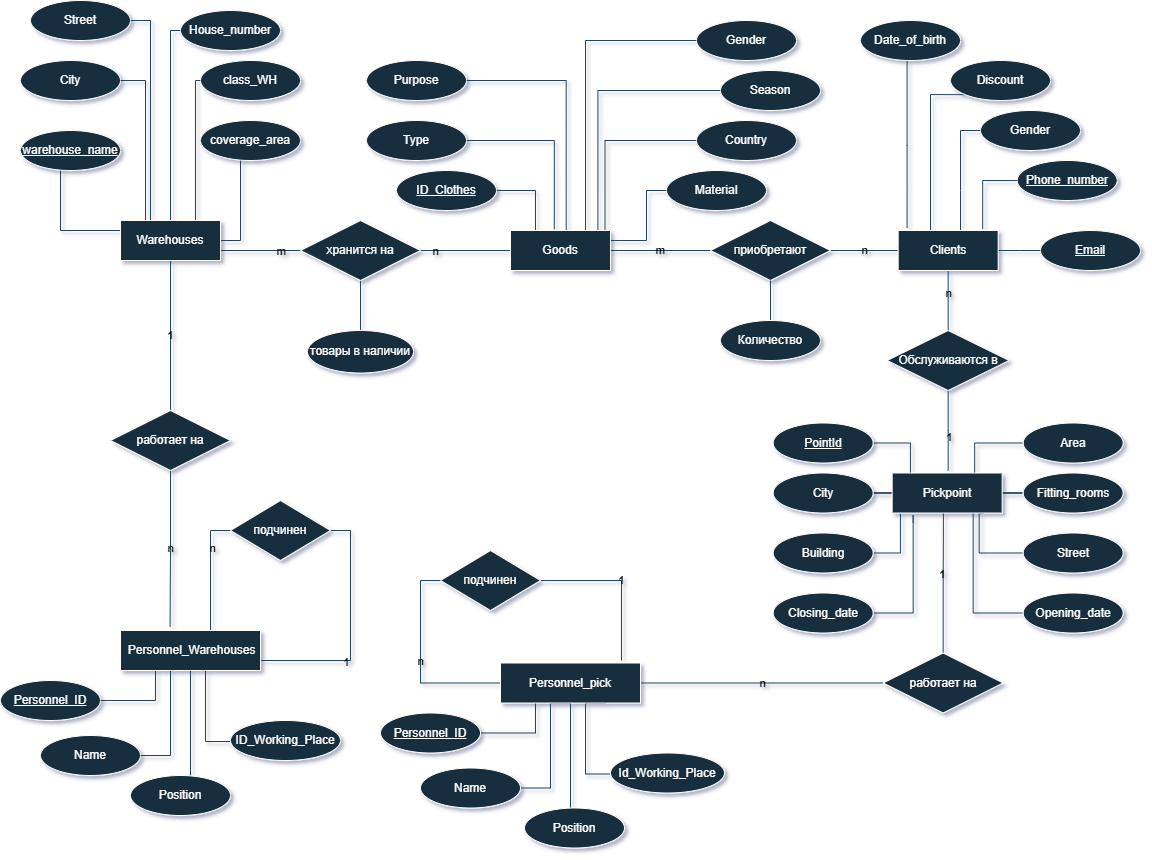 Street
House_number
City
class_WH
warehouse_name
coverage_area
Warehouses
Purpose
Type
ID_Clothes
Gender
Season
Country
Material
m
хранится на
n
Goods
m
приобретают
n
Clients
Date_of_birth
Discount
Gender
Phone_number
Email
товары в наличии
Количество
n
Обслуживаются в
1
1
работает на
n
PointId
City
Building
Closing_date
Pickpoint
Area
Fitting_rooms
Street
Opening_date
1
работает на
n
подчинен
n
1
Personnel_Warehouses
Personnel_ID
Name
Position
ID_Working_Place
подчинен
1
n
Personnel_pick
Personnel_ID
Name
Position
Id_Working_Place